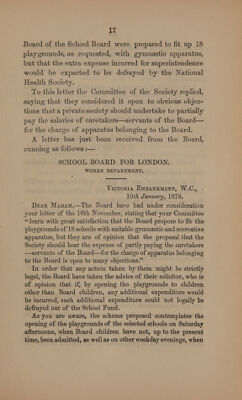 17
Board of the School Board were prepared to fit up 18
playgrounds, as requested, with gymnastic apparatus,
but that the extra expense incurred for superintendence
would be expected to be defrayed by the National
Health Society.
To this letter the Committee of the Society replied,
saying that they considered it open to obvious objec-
tions that a private society should undertake to partially
pay the salaries of caretakers—servants of the Board—
for the charge of apparatus belonging to the Board.
A letter has just been received from the Board,
running as follows:—
SCHOOL BOARD FOR LONDON.
WORKS DEPARTMENT,
VICTORIA EMBANKMENT, W.C.,
10th January, 1878.
DEAR MADAM,—The Board have had under consideration
your letter of the 16th November, stating that your Committee
"learn with great satisfaction that the Board propose to fit the
playgrounds of 18 schools with suitable gymnastic and recreative
apparatus, but they are of opinion that the proposal that the
Society should bear the expense of partly paying the caretakers
—servants of the Board—for the charge of apparatus belonging
to the Board is open to many objections."
In order that any action taken by them might be strictly
legal, the Board have taken the advice of their solicitor, who is
of opinion that if, by opening the playgrounds to children
other than Board children, any additional expenditure would
be incurred, such additional expenditure could not legally be
defrayed out of the School Fund.
As you are aware, the scheme proposed contemplates the
opening of the playgrounds of the selected schools on Saturday
afternoons, when Board children have not, up to the present
time, been admitted, as well as on other weekday evenings, when